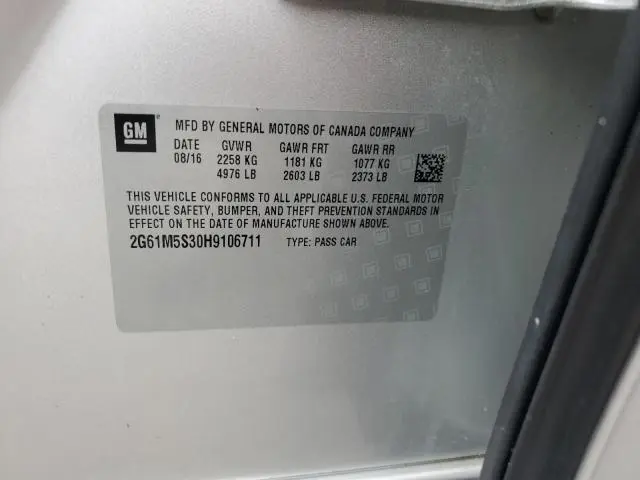 GM
MFD BY GENERAL MOTORS OF CANADA COMPANY
DATE GVWR GAWR FRT GAWR RR
08/16 2258 KG 1181 KG 1077 KG
4976 LB 2603 LB 2373 LB
THIS VEHICLE CONFORMS TO ALL APPLICABLE U.S. FEDERAL MOTOR
VEHICLE SAFETY, BUMPER, AND THEFT PREVENTION STANDARDS IN
EFFECT ON THE DATE OF MANUFACTURE SHOWN ABOVE.
2G61M5S30H9106711 TYPE: PASS CAR